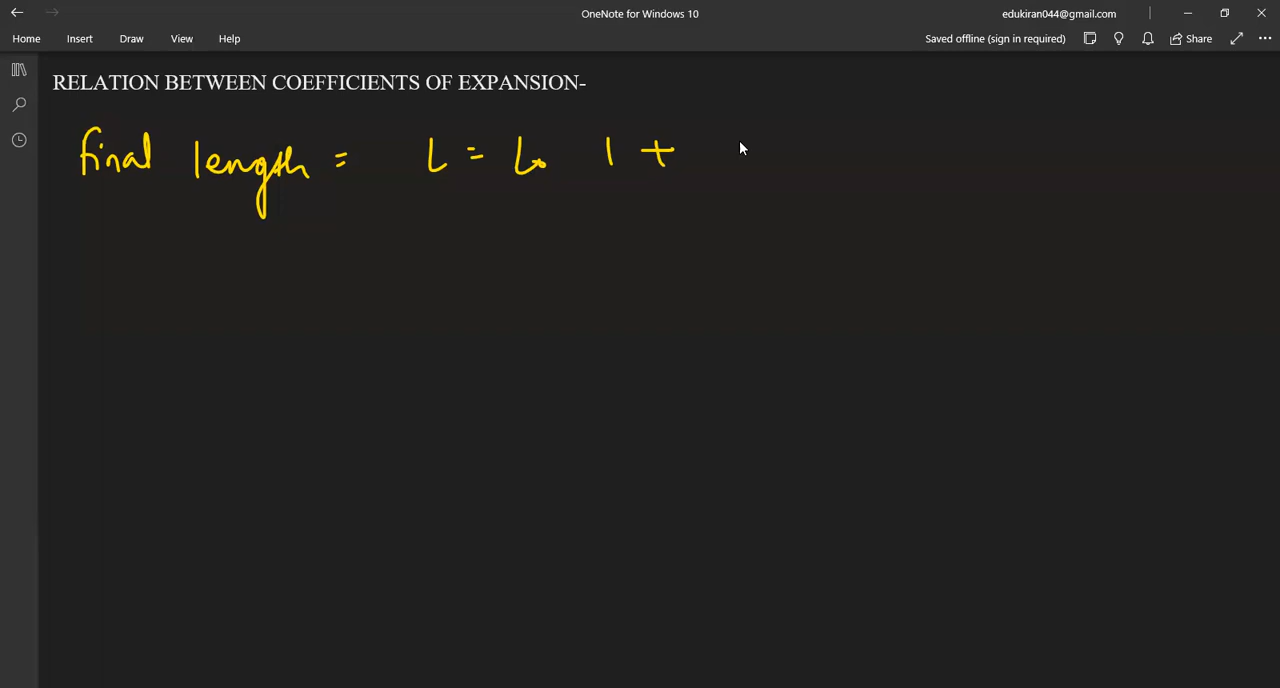 OneNote for Windows 10
edukiran044@gmail.com
Home Insert Draw View Help
Saved offline (sign in required) Share
RELATION BETWEEN COEFFICIENTS OF EXPANSION-
final length = L = L₀ 1 +